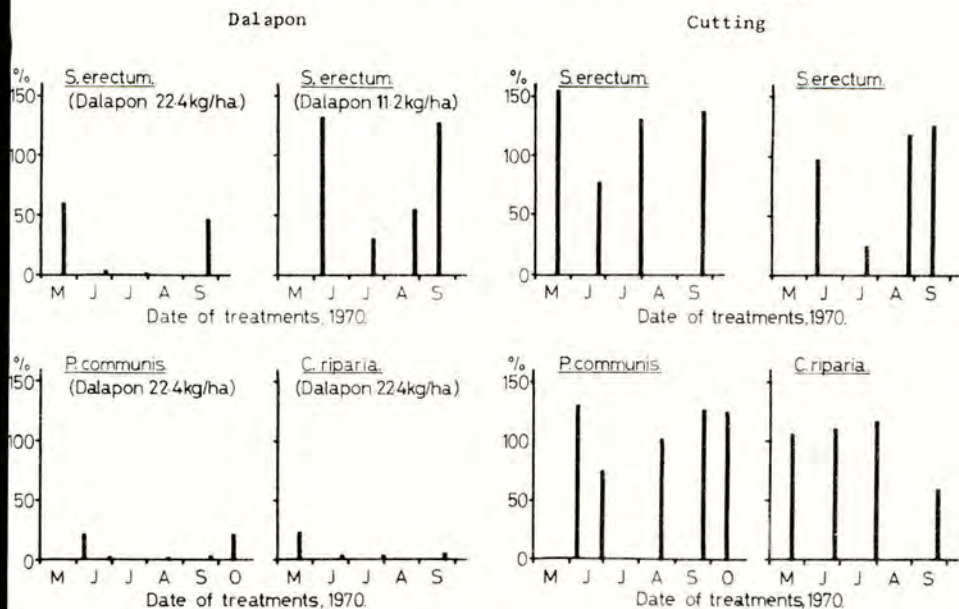 Dalapon Cutting
% S. erectum. S. erectum. % S. erectum. S. erectum.
(Dalapon 22·4kg/ha.) (Dalapon 11·2kg/ha)
150 150
100 100
50 50
0 0
M J J A S M J J A S M J J A S M J J A S
Date of treatments, 1970. Date of treatments, 1970.
% P. communis. C. riparia. % P. communis. C. riparia.
(Dalapon 22·4kg/ha) (Dalapon 22·4kg/ha)
150 150
100 100
50 50
0 0
M J J A S O M J J A S M J J A S O M J J A S
Date of treatments, 1970. Date of treatments, 1970.